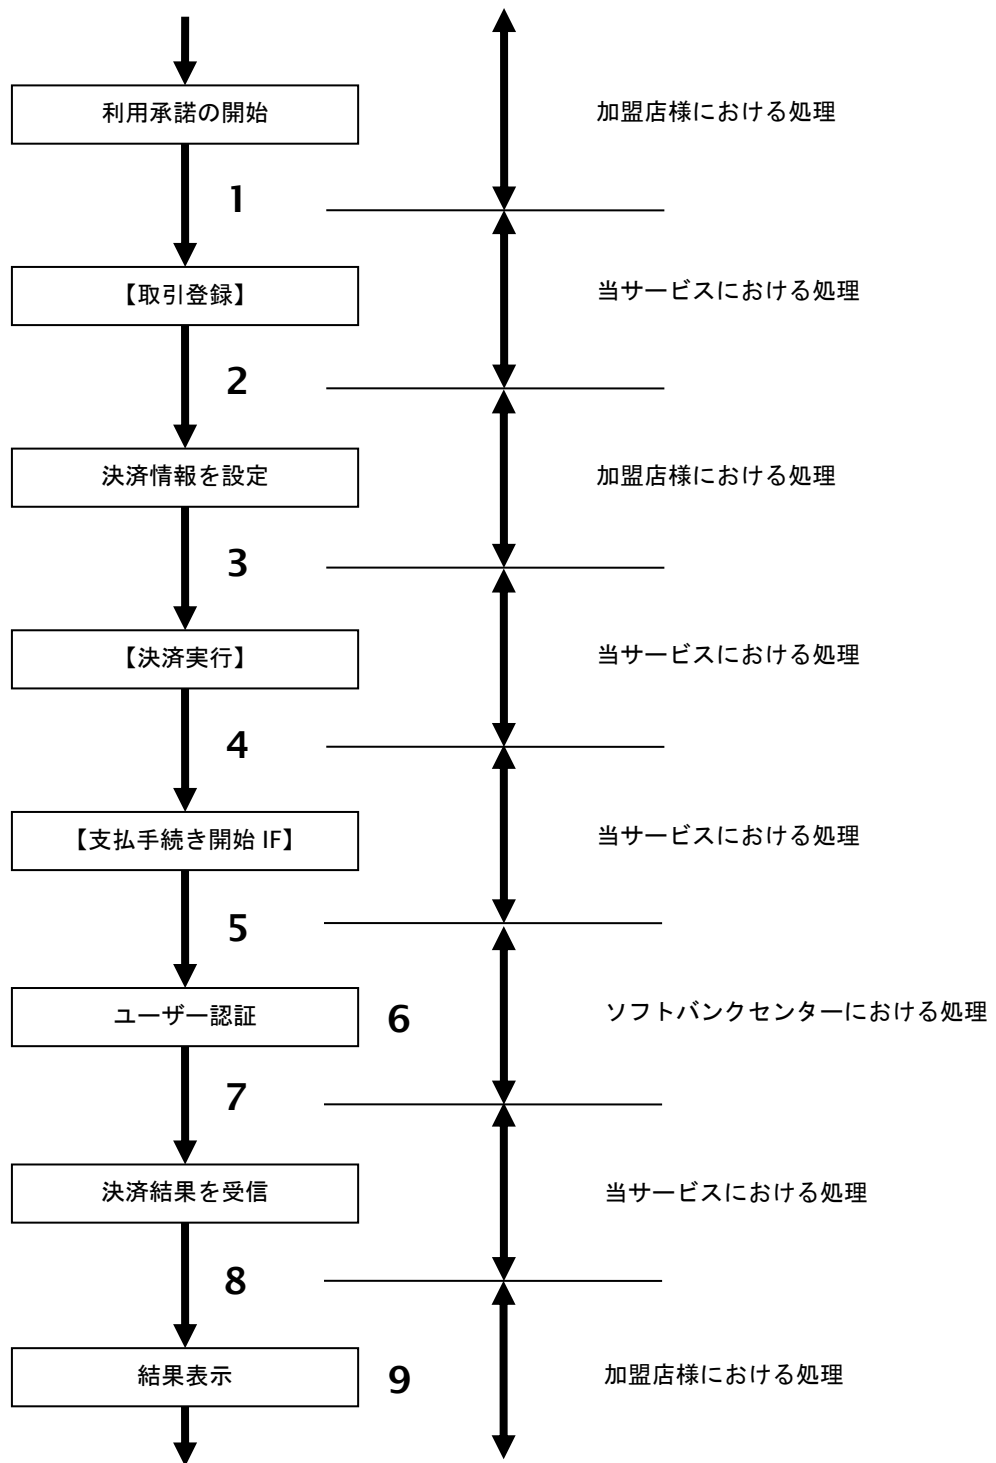 利用承諾の開始
加盟店様における処理
1
【取引登録】
当サービスにおける処理
2
決済情報を設定
加盟店様における処理
3
【決済実行】
当サービスにおける処理
4
【支払手続き開始 IF】
当サービスにおける処理
5
ユーザー認証
6
ソフトバンクセンターにおける処理
7
決済結果を受信
当サービスにおける処理
8
結果表示
9
加盟店様における処理